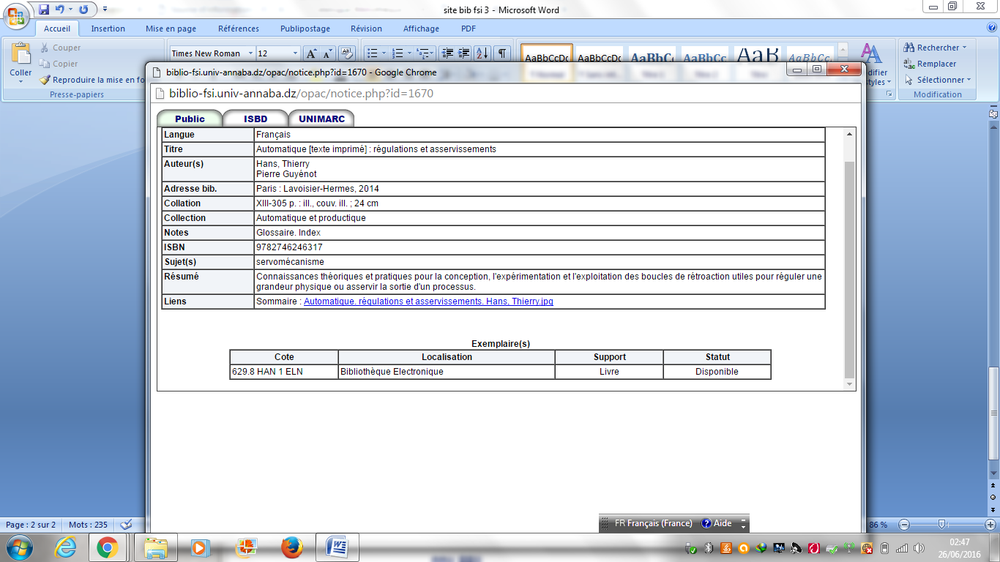 site bib fsi 3 - Microsoft Word
Accueil Insertion Mise en page Références Publipostage Révision Affichage PDF
Coller
Couper
Copier
Reproduire la mise en fo
Presse-papiers
Times New Roman 12
AaBbCcDc AaBbCcDc AaBbC AaBbCc AaB AaBbCc.
Rechercher
Remplacer
Sélectionner
Modification
biblio-fsi.univ-annaba.dz/opac/notice.php?id=1670 - Google Chrome
biblio-fsi.univ-annaba.dz/opac/notice.php?id=1670
Public ISBD UNIMARC
Langue Français
Titre Automatique [texte imprimé] : régulations et asservissements
Auteur(s) Hans, Thierry
Pierre Guyénot
Adresse bib. Paris : Lavoisier-Hermes, 2014
Collation XIII-305 p. : ill., couv. ill. ; 24 cm
Collection Automatique et productique
Notes Glossaire. Index
ISBN 9782746246317
Sujet(s) servomécanisme
Résumé Connaissances théoriques et pratiques pour la conception, l'expérimentation et l'exploitation des boucles de rétroaction utiles pour réguler une
grandeur physique ou asservir la sortie d'un processus.
Liens Sommaire : Automatique. régulations et asservissements. Hans, Thierry.jpg
Exemplaire(s)
Cote Localisation Support Statut
629.8 HAN 1 ELN Bibliothèque Electronique Livre Disponible
FR Français (France) Aide
Page : 2 sur 2 Mots : 235 86 %
02:47
26/06/2016